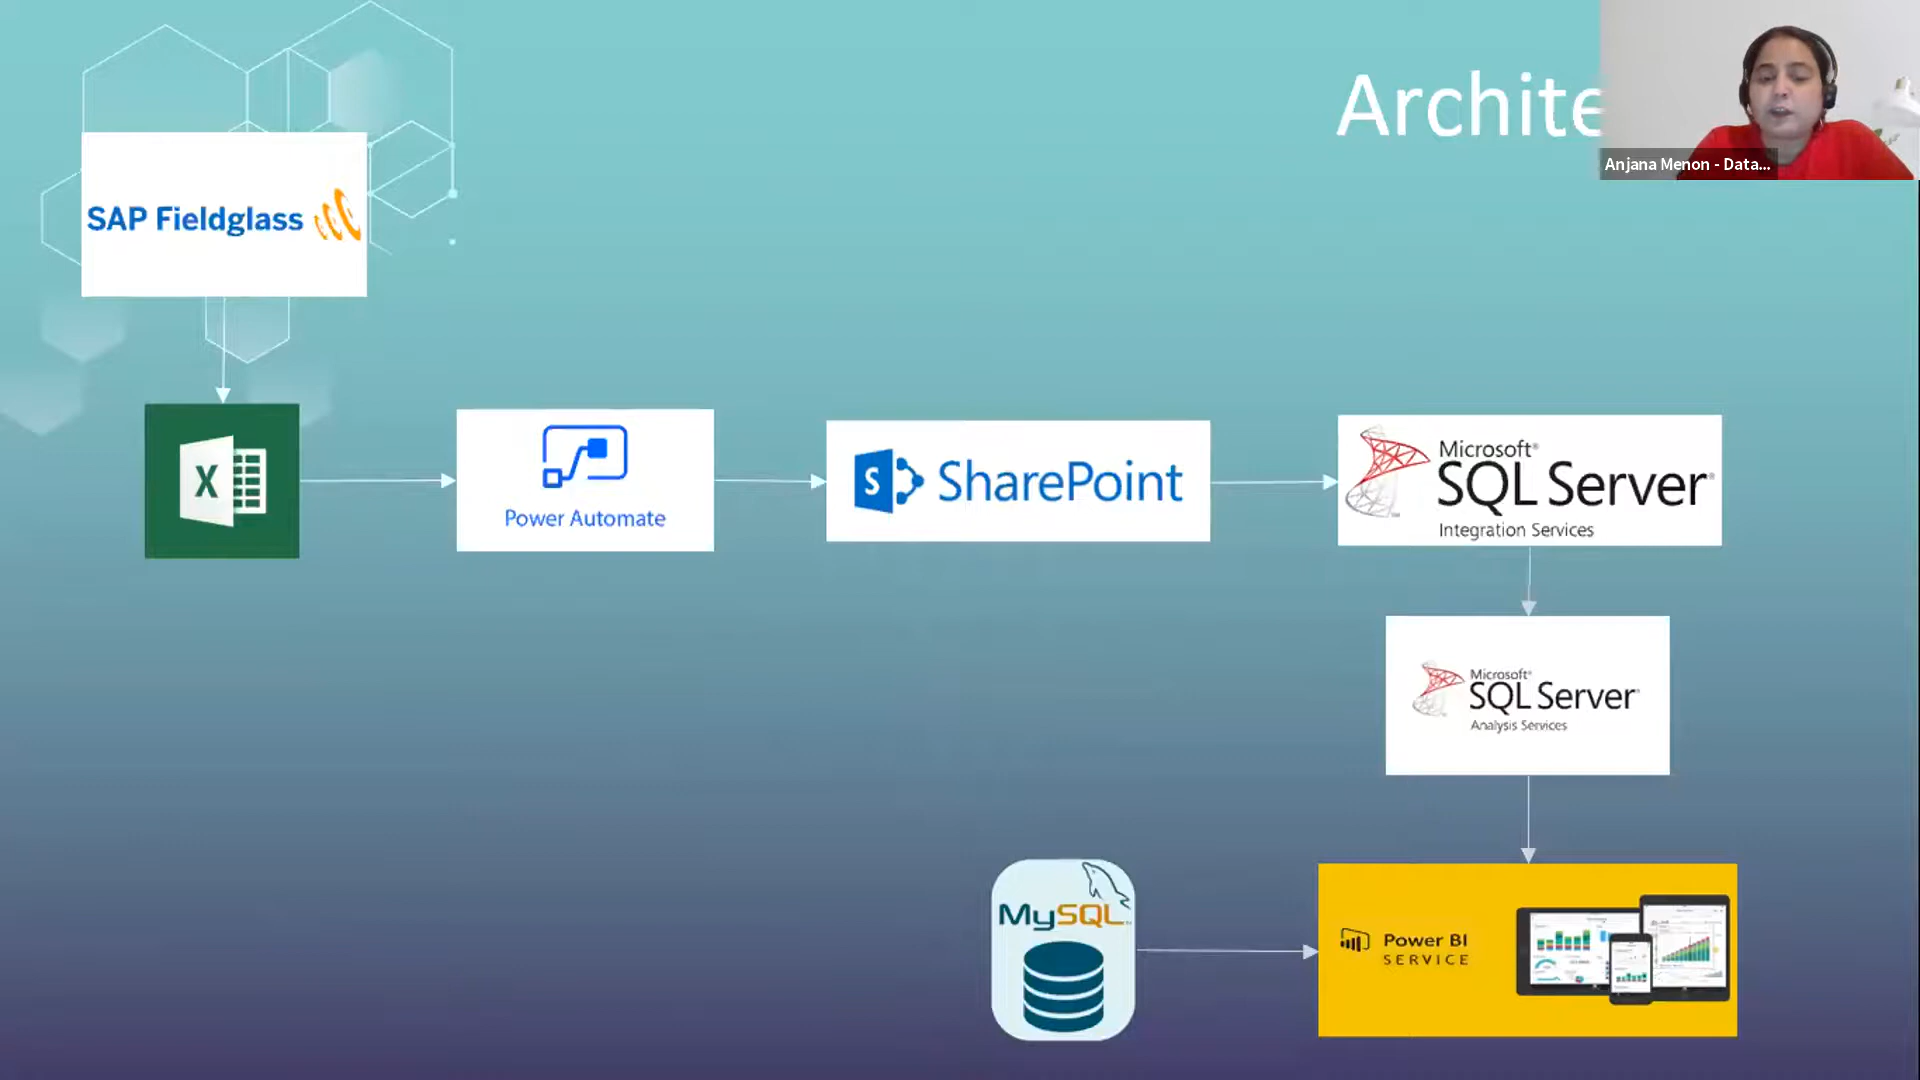 Archite
Anjana Menon - Data...
SAP Fieldglass
X
Power Automate
S SharePoint
Microsoft®
SQL Server®
Integration Services
Microsoft®
SQL Server®
Analysis Services
MySQL™
Power BI
SERVICE